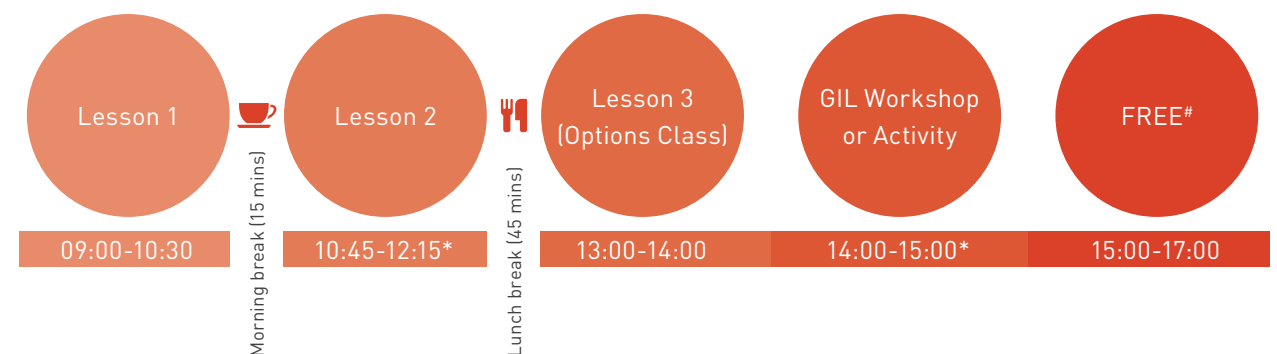 Lesson 1
Morning break (15 mins)
Lesson 2
Lunch break (45 mins)
Lesson 3
(Options Class)
GIL Workshop
or Activity
FREE#
09:00-10:30
10:45-12:15*
13:00-14:00
14:00-15:00*
15:00-17:00